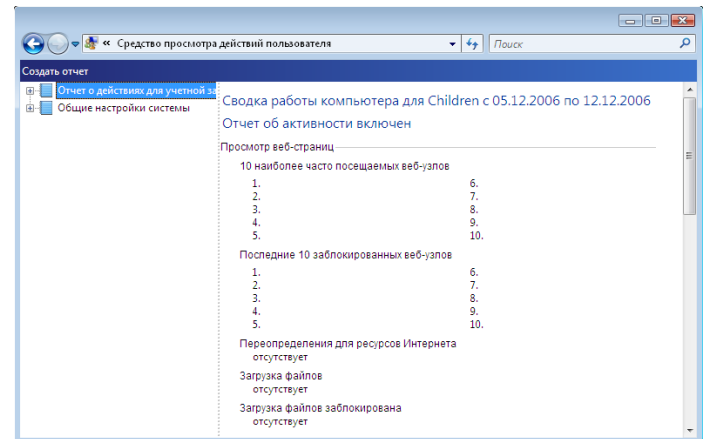 « Средство просмотра действий пользователя
Поиск
Создать отчет
Отчет о действиях для учетной за
Общие настройки системы
Сводка работы компьютера для Children с 05.12.2006 по 12.12.2006
Отчет об активности включен
Просмотр веб-страниц
10 наиболее часто посещаемых веб-узлов
1. 6.
2. 7.
3. 8.
4. 9.
5. 10.
Последние 10 заблокированных веб-узлов
1. 6.
2. 7.
3. 8.
4. 9.
5. 10.
Переопределения для ресурсов Интернета
отсутствует
Загрузка файлов
отсутствует
Загрузка файлов заблокирована
отсутствует